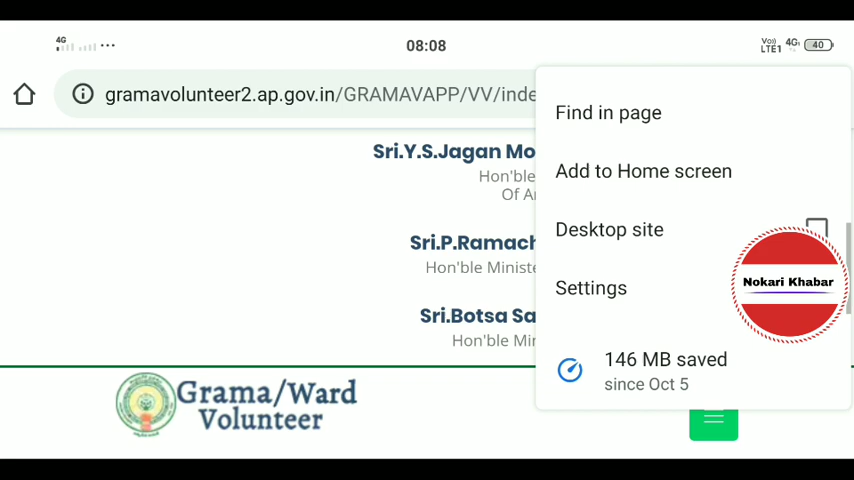 4G
08:08
Vo))
LTE1
4G
40
gramavolunteer2.ap.gov.in/GRAMAVAPP/VV/inde
Find in page
Sri.Y.S.Jagan Mo
Hon'ble
Of A
Add to Home screen
Desktop site
Sri.P.Ramach
Hon'ble Ministe
Settings
Nokari Khabar
Sri.Botsa Sa
Hon'ble Mi
146 MB saved
since Oct 5
Grama/Ward
Volunteer